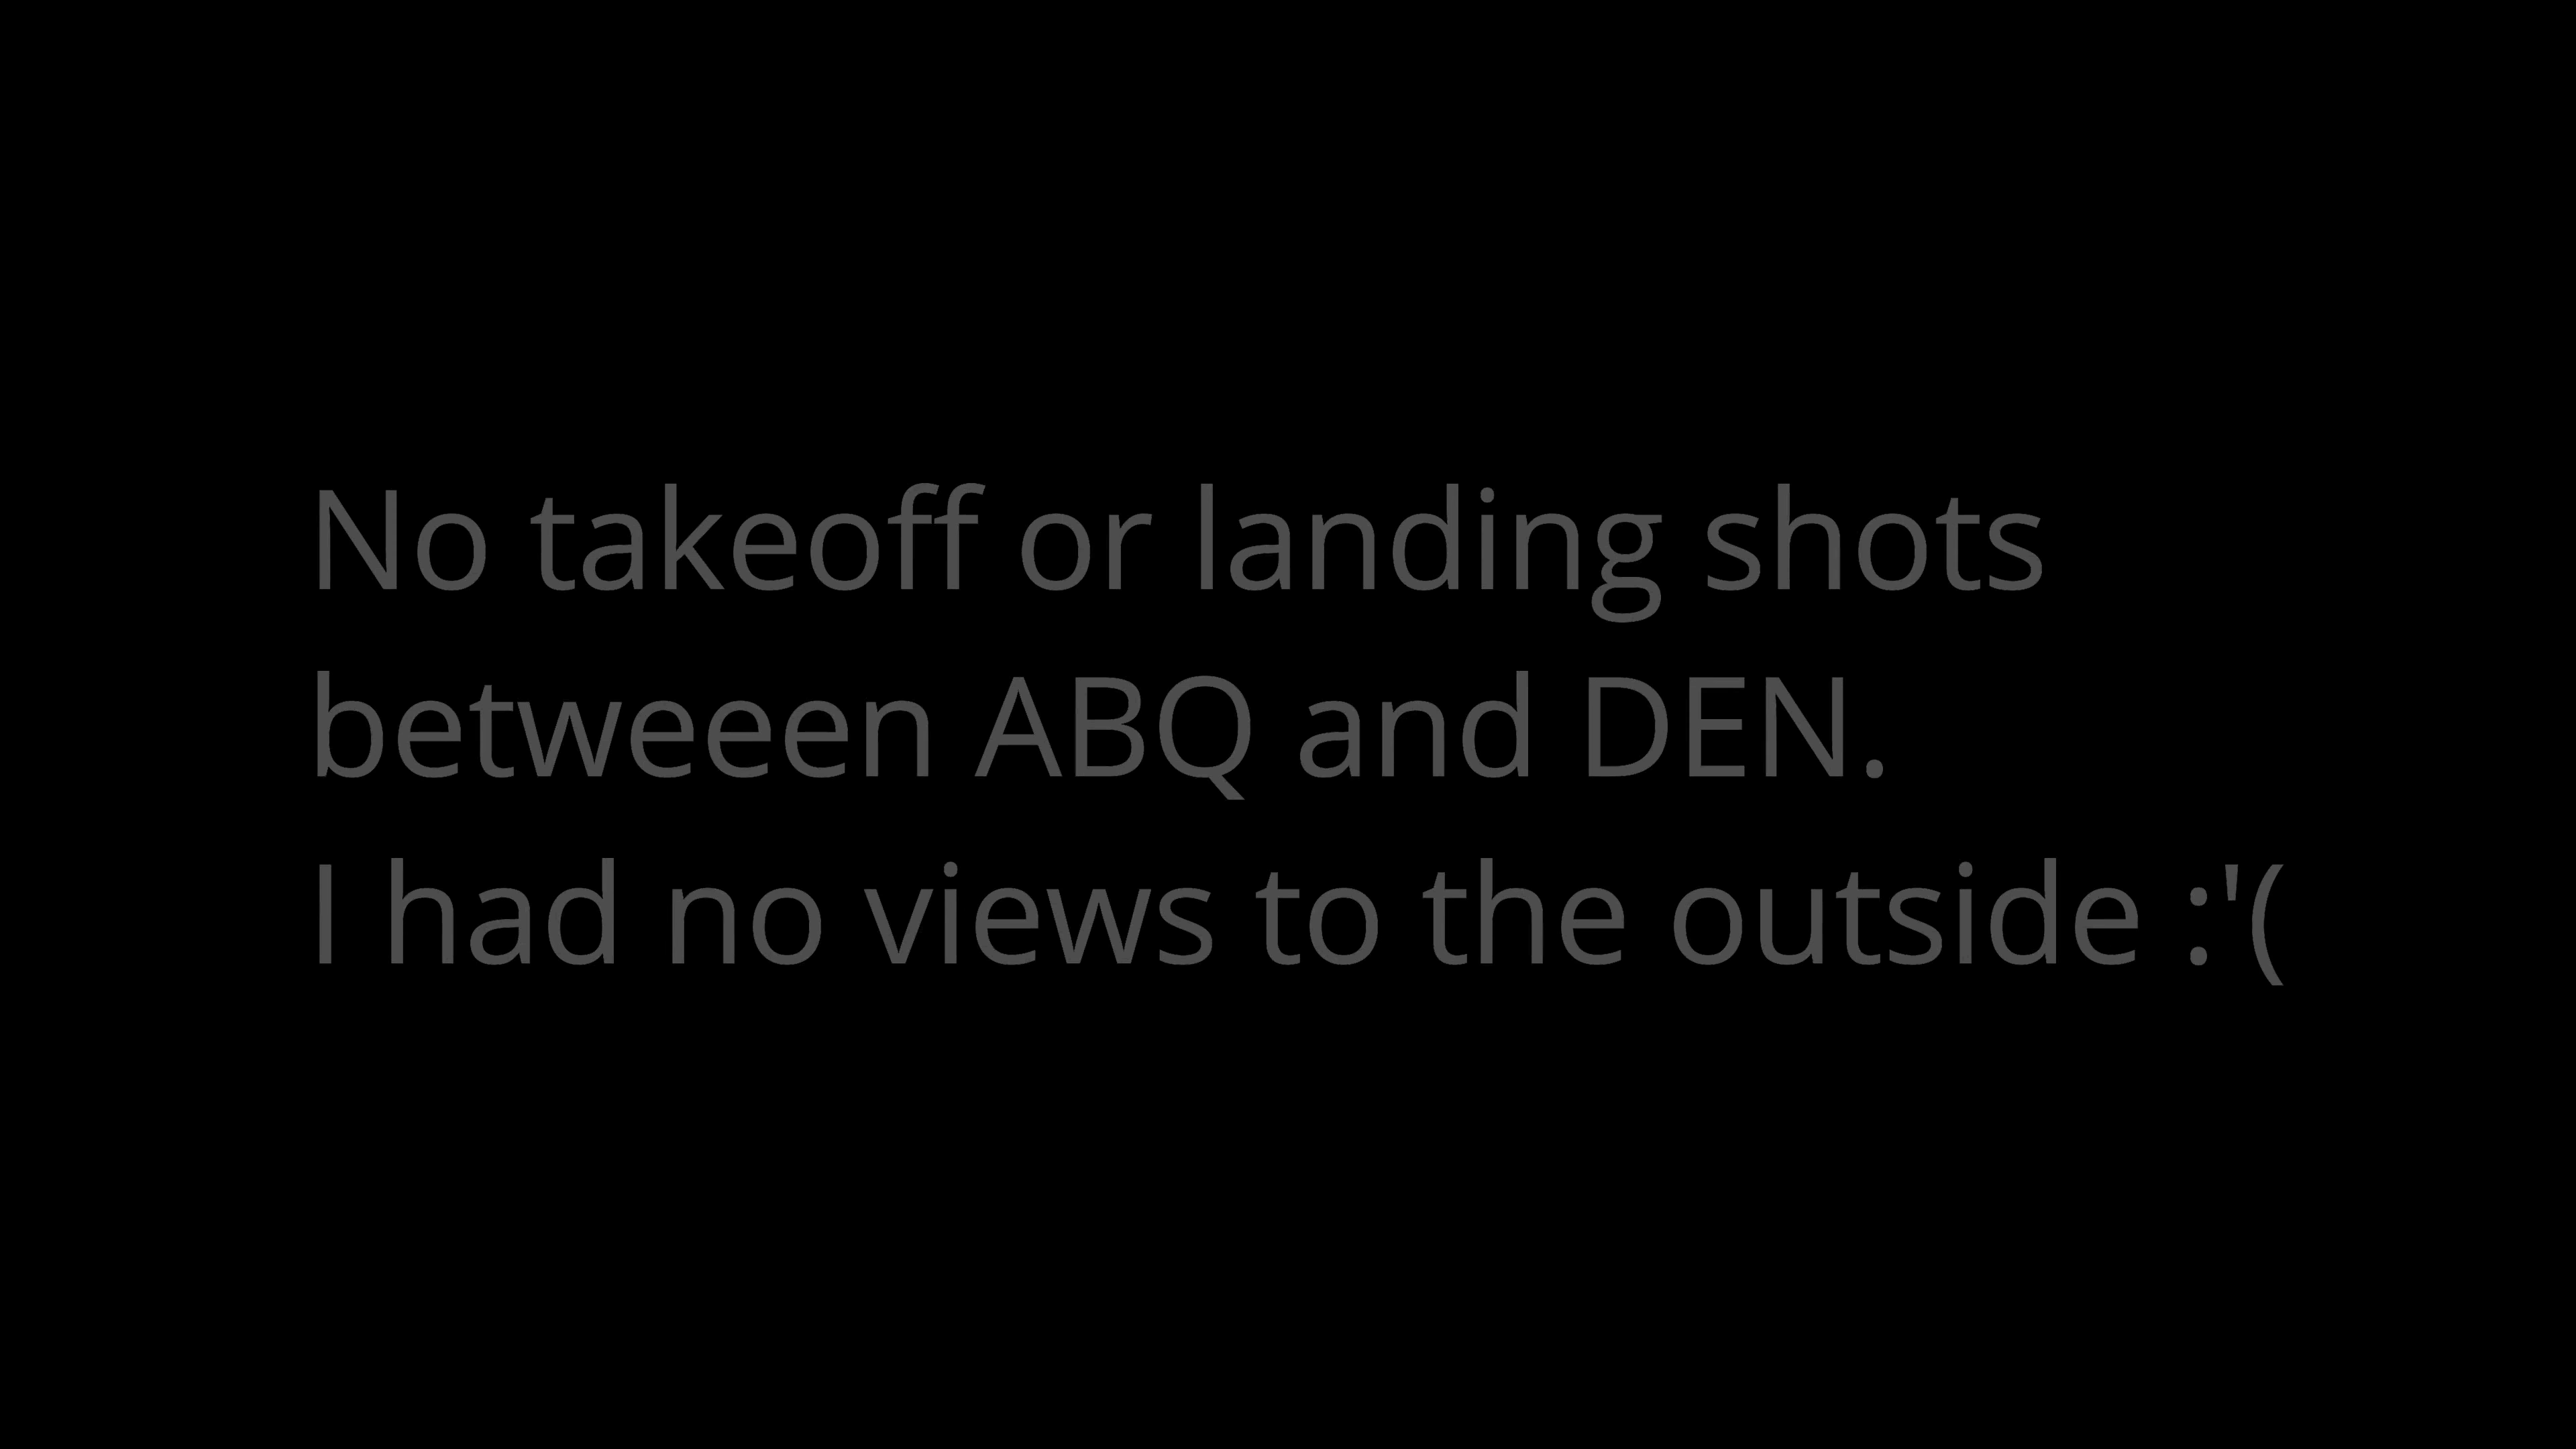 No takeoff or landing shots
betweeen ABQ and DEN.
I had no views to the outside :'(